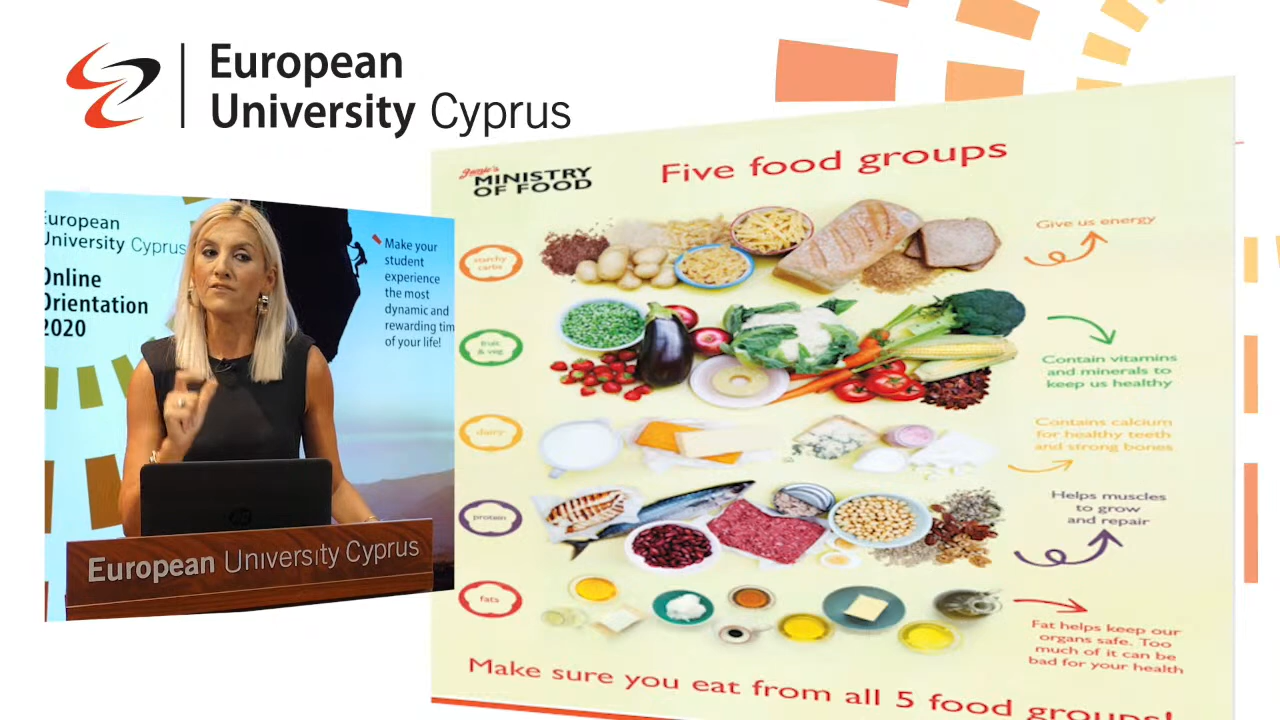 European
University Cyprus
European
University Cyprus
Online
Orientation
2020
Make your
student
experience
the most
dynamic and
rewarding tim
of your life!
hp
European University Cyprus
Jamie's
MINISTRY
OF FOOD
Five food groups
starchy
carbs
Give us energy
fruit
& veg
Contain vitamins
and minerals to
keep us healthy
dairy
Contains calcium
for healthy teeth
and strong bones
protein
Helps muscles
to grow
and repair
fats
Fat helps keep our
organs safe. Too
much of it can be
bad for your health
Make sure you eat from all 5 food groups!